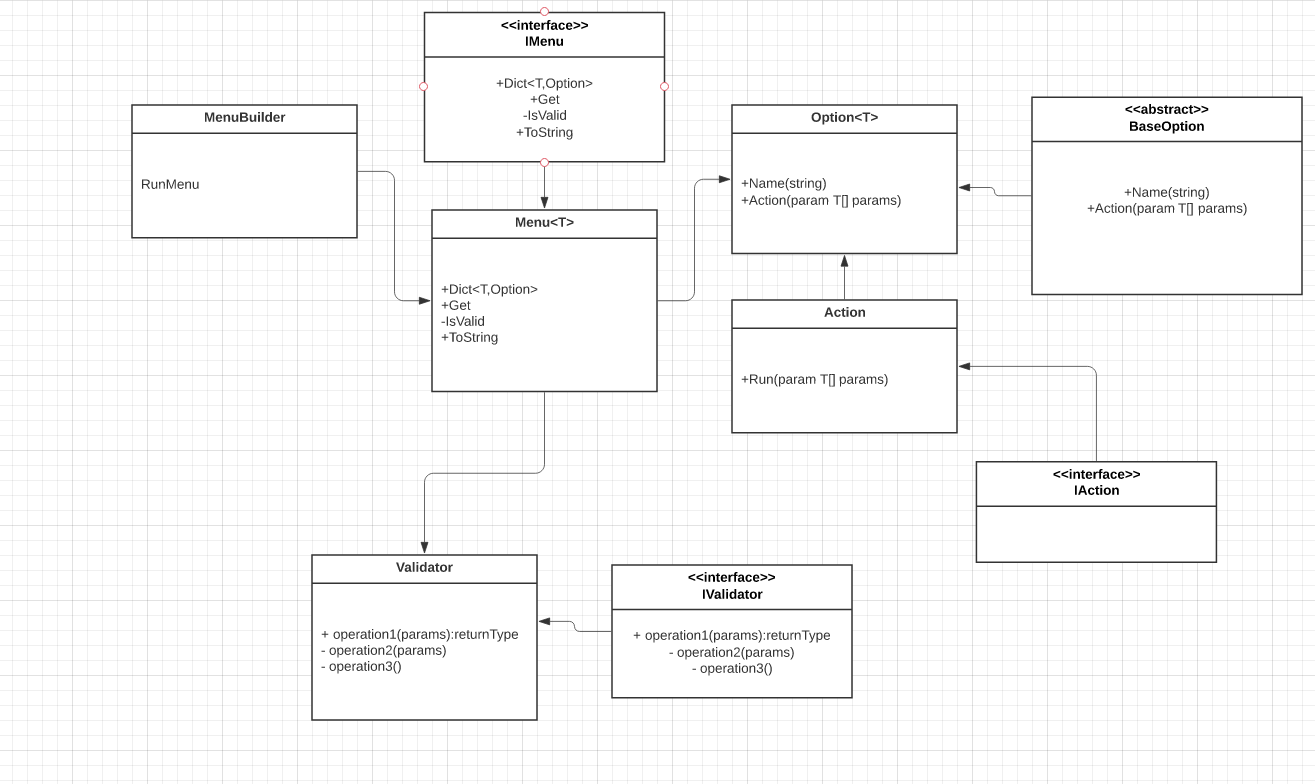 <<interface>>
IMenu
+Dict<T,Option>
+Get
-IsValid
+ToString
MenuBuilder
RunMenu
Option<T>
+Name(string)
+Action(param T[] params)
<<abstract>>
BaseOption
+Name(string)
+Action(param T[] params)
Menu<T>
+Dict<T,Option>
+Get
-IsValid
+ToString
Action
+Run(param T[] params)
<<interface>>
IAction
Validator
+ operation1(params):returnType
- operation2(params)
- operation3()
<<interface>>
IValidator
+ operation1(params):returnType
- operation2(params)
- operation3()